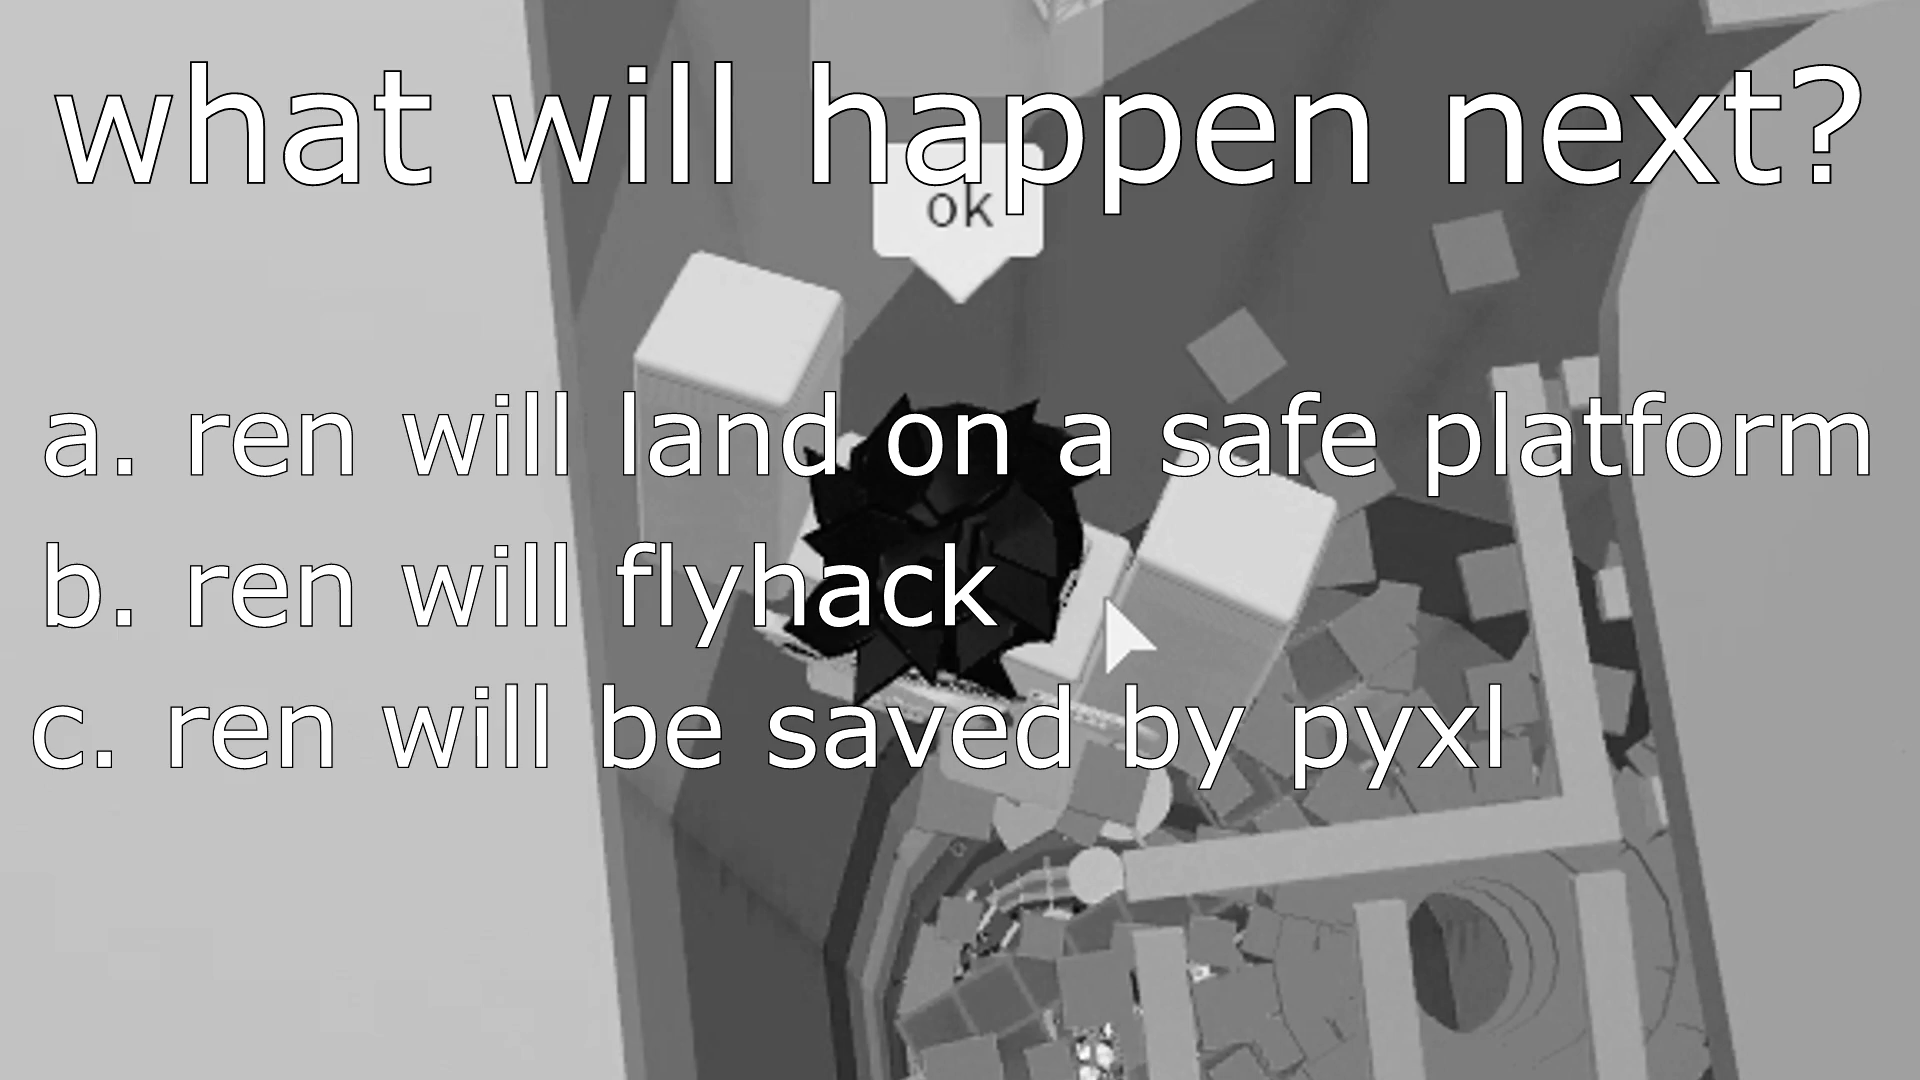 what will happen next?
ok
a. ren will land on a safe platform
b. ren will flyhack
c. ren will be saved by pyxl